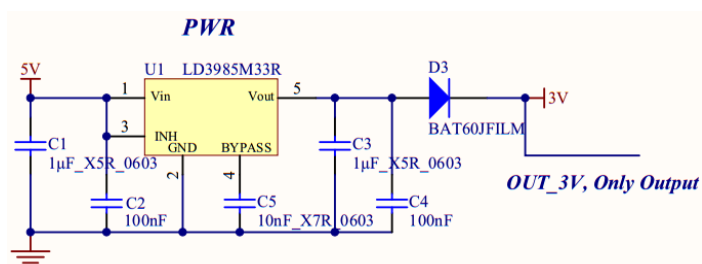 PWR
5V
U1 LD3985M33R
1 Vin Vout 5
3 INH
GND BYPASS
2 4
D3
BAT60JFILM
3V
C1
1µF_X5R_0603
C2
100nF
C5
10nF_X7R_0603
C3
1µF_X5R_0603
C4
100nF
OUT_3V, Only Output